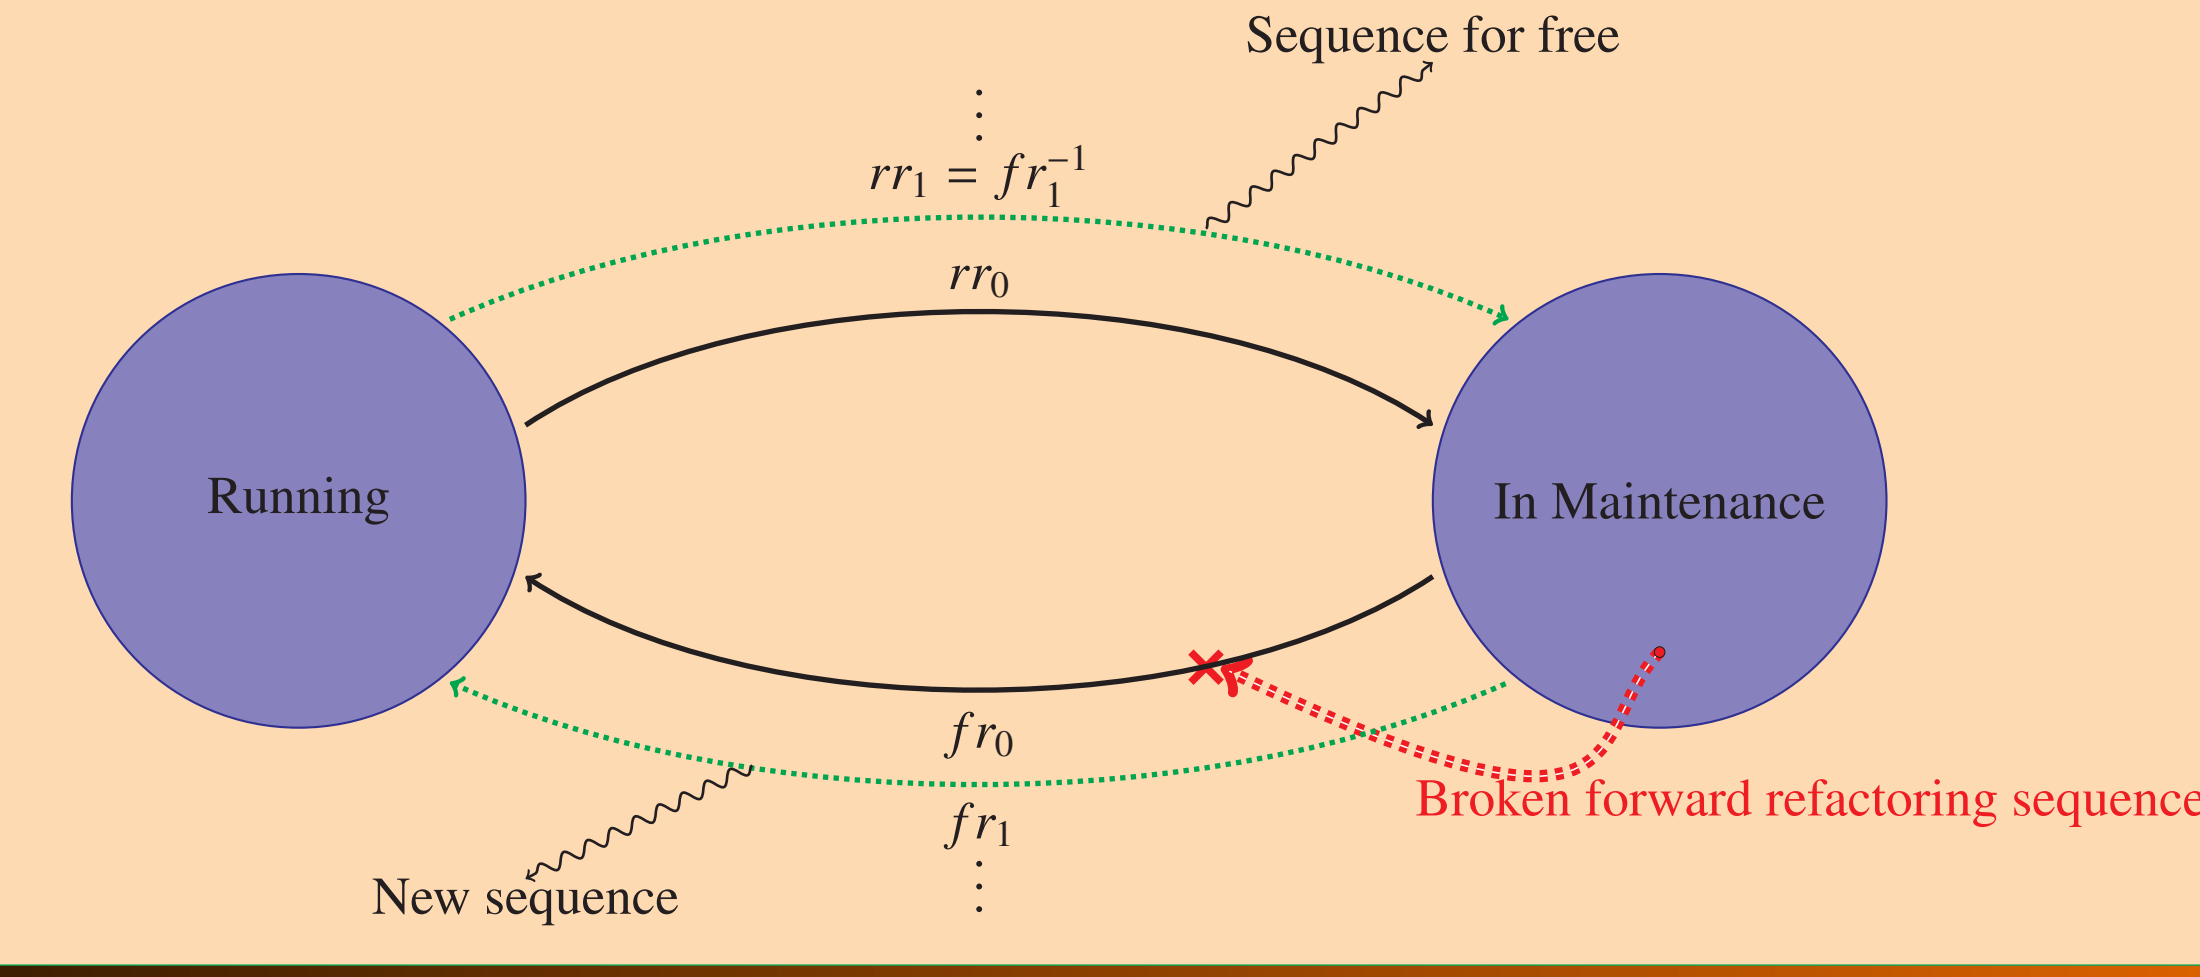 Sequence for free
⋮
rr₁ = fr₁⁻¹
rr₀
Running
In Maintenance
fr₀
Broken forward refactoring sequence
fr₁
⋮
New sequence